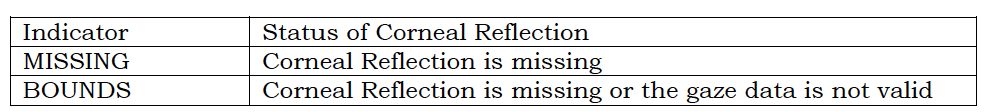 Indicator Status of Corneal Reflection
MISSING Corneal Reflection is missing
BOUNDS Corneal Reflection is missing or the gaze data is not valid